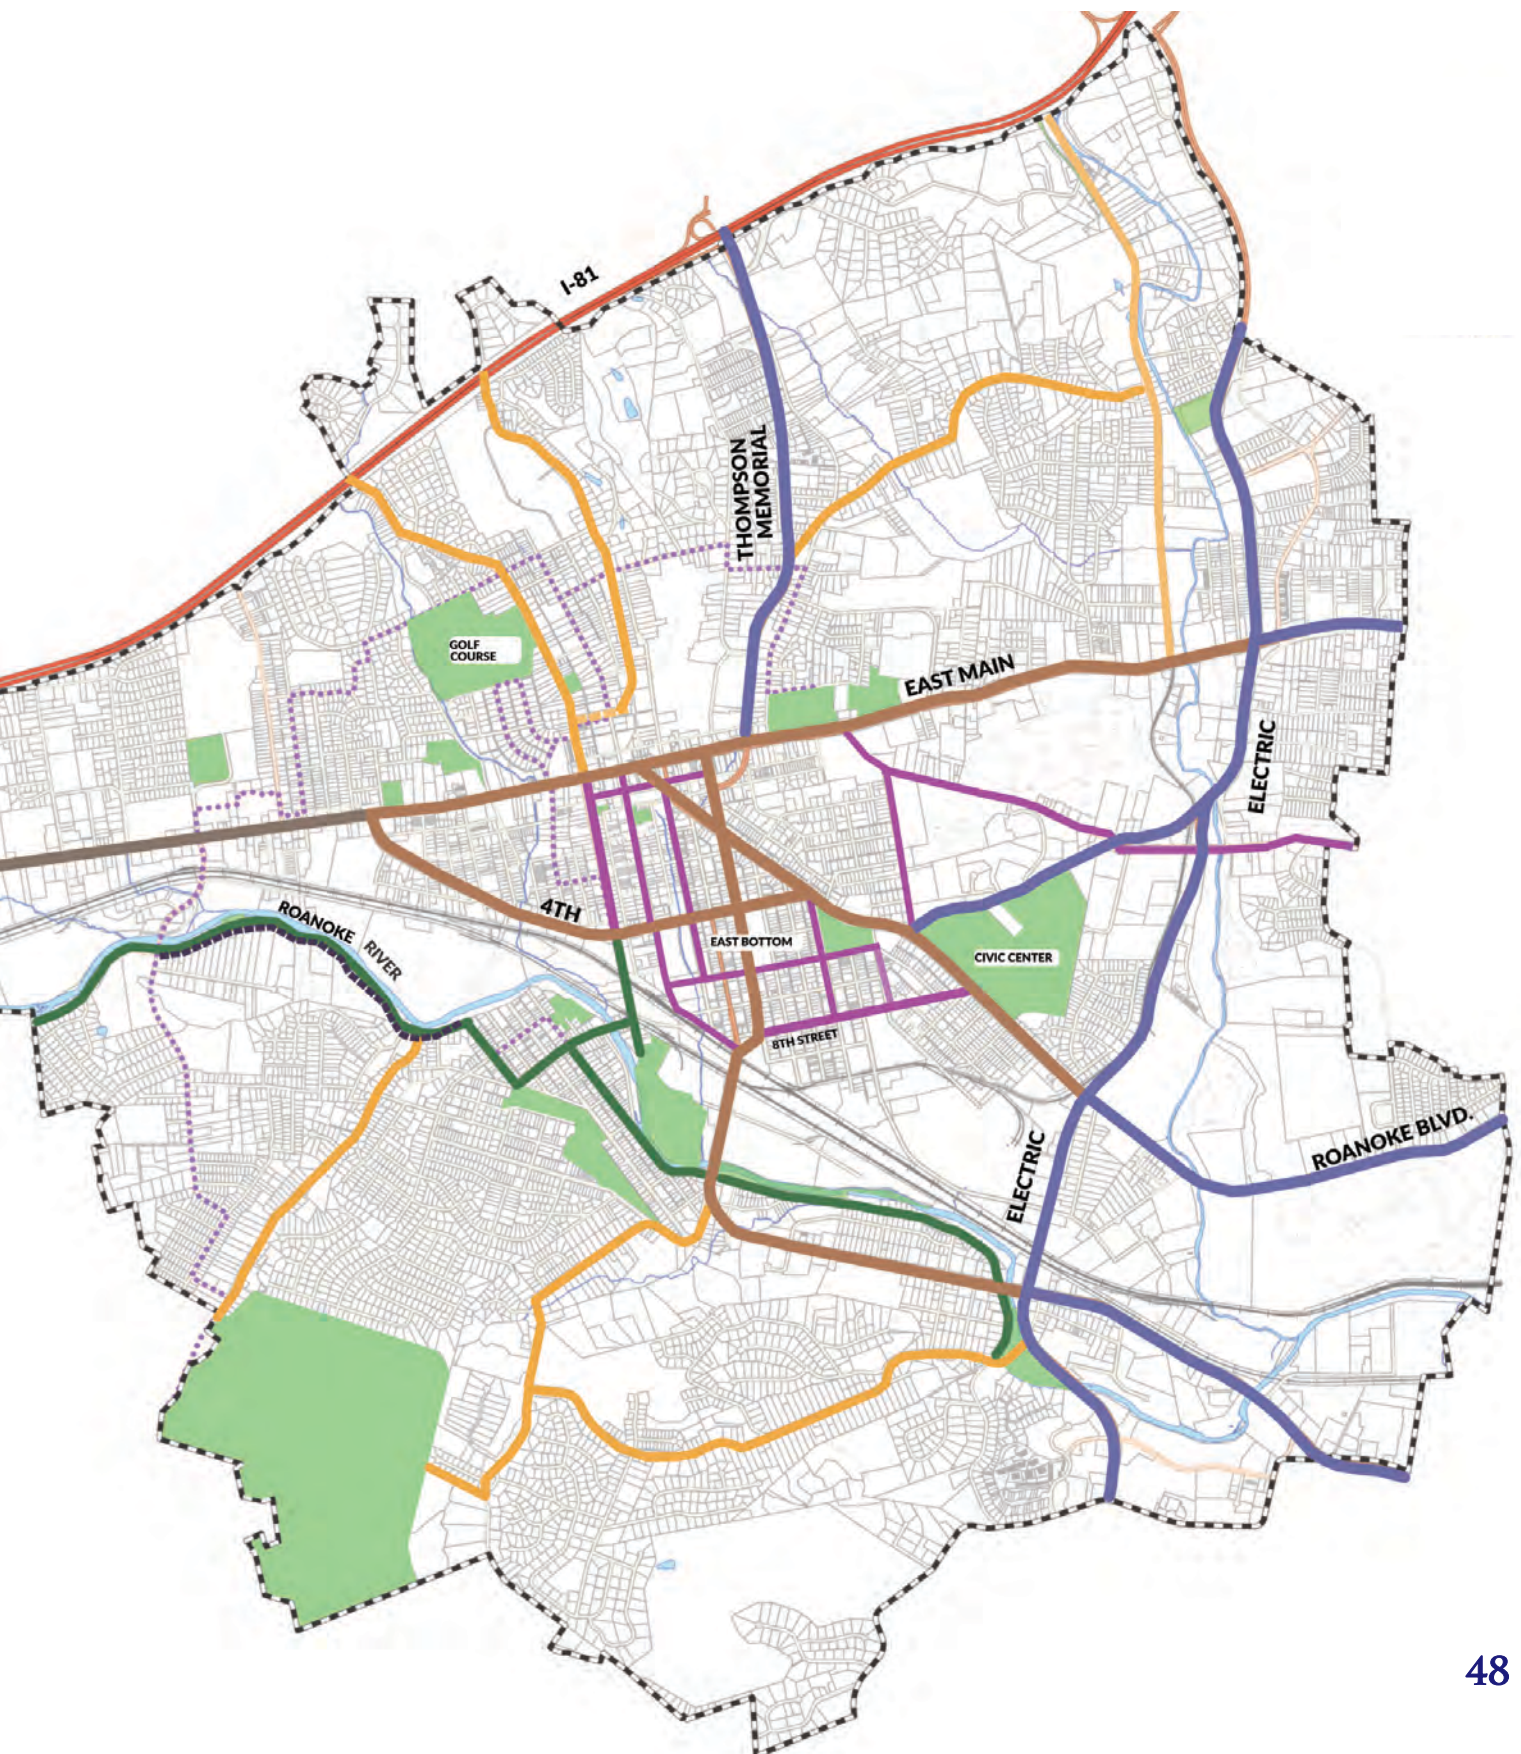 I-81
THOMPSON
MEMORIAL
GOLF
COURSE
EAST MAIN
ELECTRIC
4TH
ROANOKE RIVER
EAST BOTTOM
CIVIC CENTER
8TH STREET
ROANOKE BLVD.
ELECTRIC
48